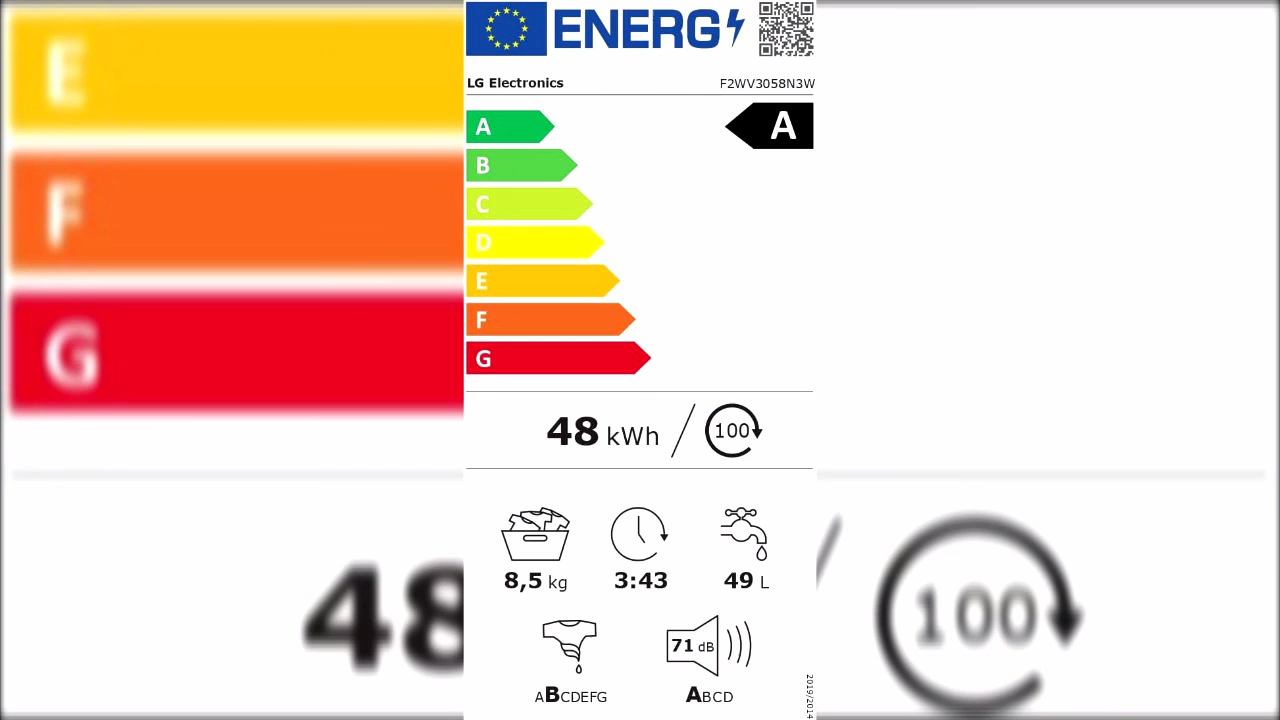 ENERG
LG Electronics F2WV3058N3W
A A
B
C
D
E
F
G
48 kWh / 100
8,5 kg 3:43 49 L
71 dB
ABCDEFG ABCD
2019/2014
E
F
G
48
100